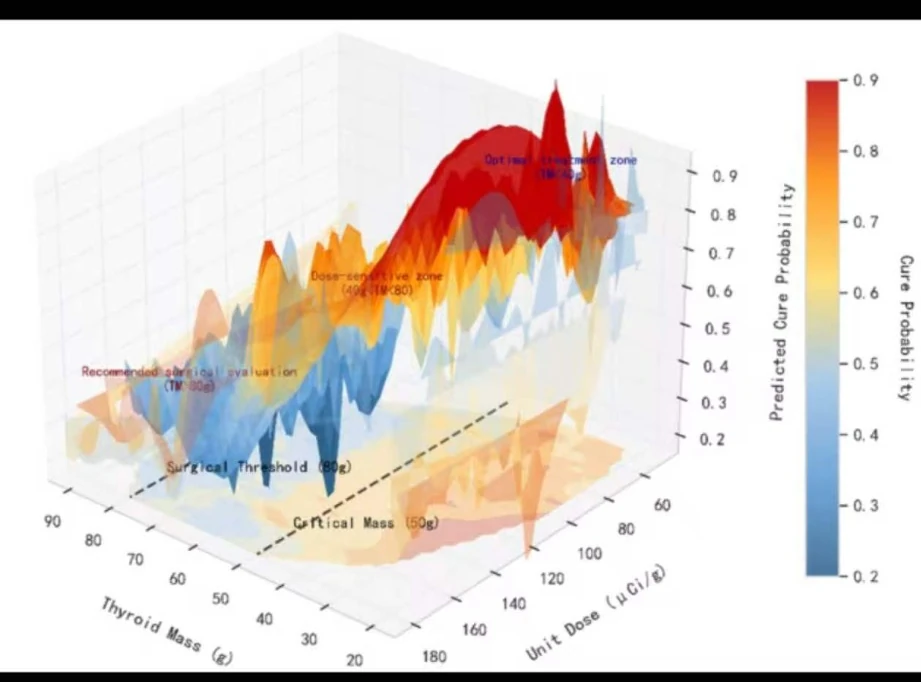 Optimal treatment zone
(TM<40g)
Dose-sensitive zone
(40g<TM<80)
Recommended surgical evaluation
(TM>80g)
Surgical Threshold (80g)
Critical Mass (50g)
90
80
70
60
50
40
30
20
Thyroid Mass (g)
180
160
140
120
100
80
60
Unit Dose (μCi/g)
0.9
0.8
0.7
0.6
0.5
0.4
0.3
0.2
Predicted Cure Probability
0.9
0.8
0.7
0.6
0.5
0.4
0.3
0.2
Cure Probability